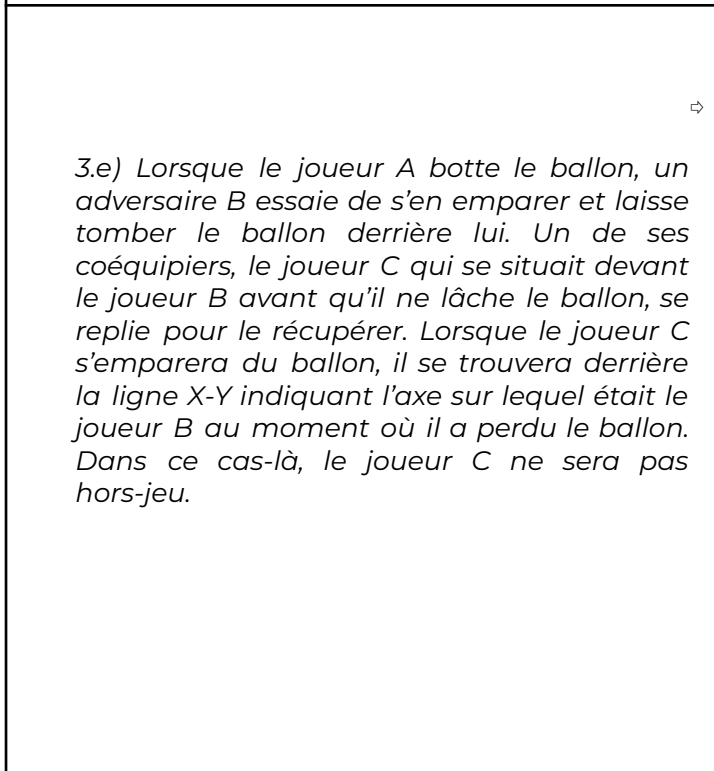 ⇨
3.e) Lorsque le joueur A botte le ballon, un
adversaire B essaie de s’en emparer et laisse
tomber le ballon derrière lui. Un de ses
coéquipiers, le joueur C qui se situait devant
le joueur B avant qu’il ne lâche le ballon, se
replie pour le récupérer. Lorsque le joueur C
s’emparera du ballon, il se trouvera derrière
la ligne X-Y indiquant l’axe sur lequel était le
joueur B au moment où il a perdu le ballon.
Dans ce cas-là, le joueur C ne sera pas
hors-jeu.